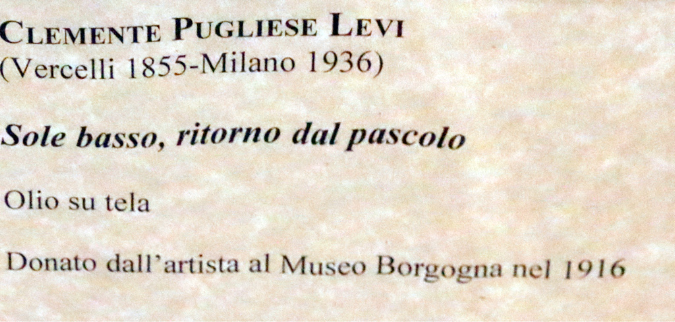 CLEMENTE PUGLIESE LEVI
(Vercelli 1855-Milano 1936)
Sole basso, ritorno dal pascolo
Olio su tela
Donato dall'artista al Museo Borgogna nel 1916